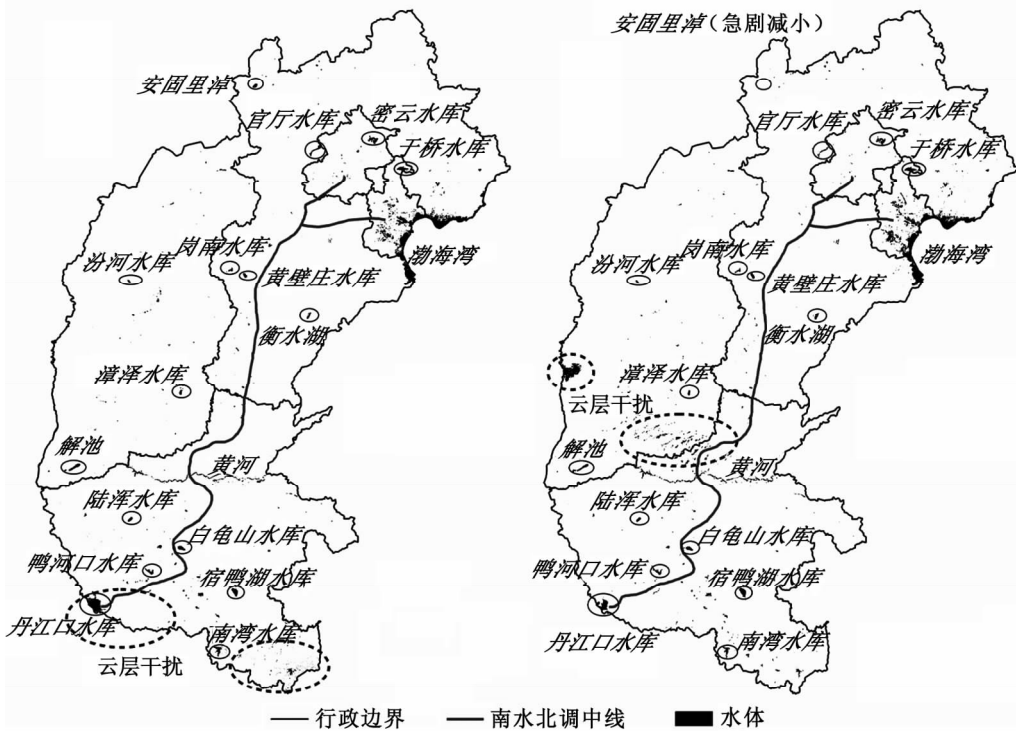 安固里淖
官厅水库
密云水库
于桥水库
渤海湾
岗南水库
汾河水库
黄壁庄水库
衡水湖
漳泽水库
解池
黄河
陆浑水库
白龟山水库
鸭河口水库
宿鸭湖水库
丹江口水库
南湾水库
云层干扰
安固里淖(急剧减小)
官厅水库
密云水库
于桥水库
渤海湾
岗南水库
汾河水库
黄壁庄水库
衡水湖
漳泽水库
云层干扰
解池
黄河
陆浑水库
白龟山水库
鸭河口水库
宿鸭湖水库
丹江口水库
南湾水库
行政边界
南水北调中线
水体